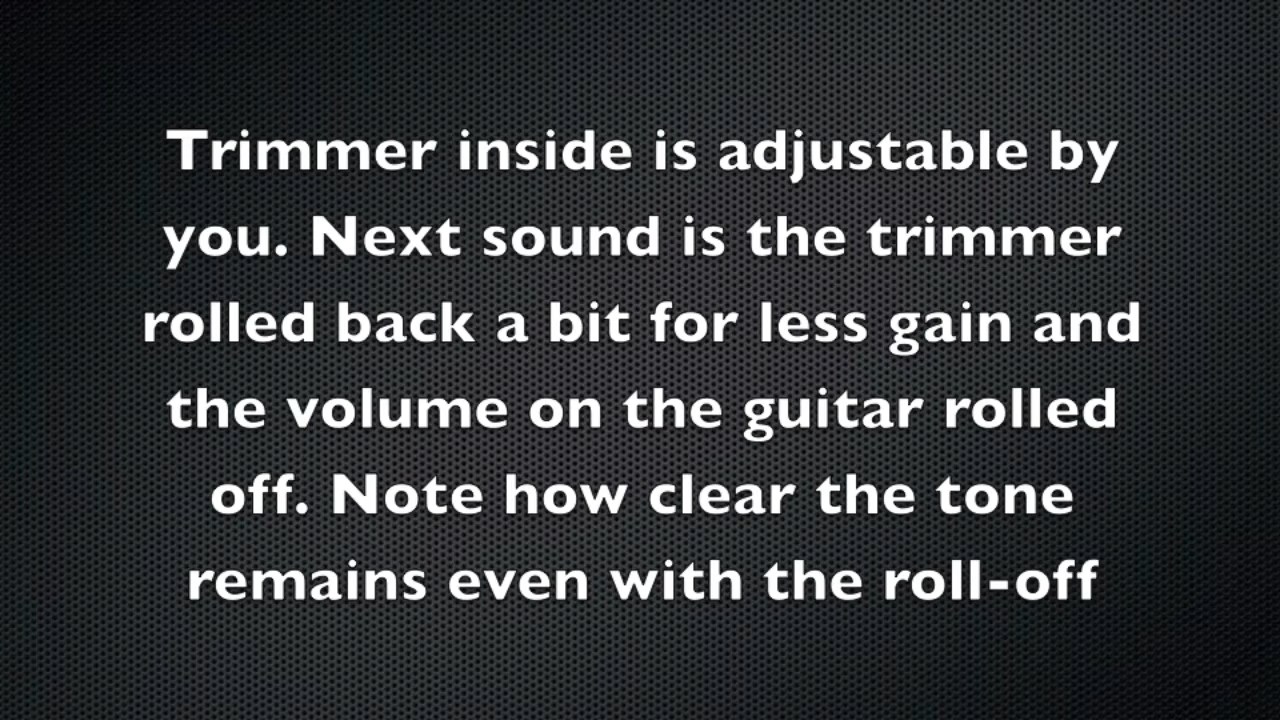 Trimmer inside is adjustable by
you. Next sound is the trimmer
rolled back a bit for less gain and
the volume on the guitar rolled
off. Note how clear the tone
remains even with the roll-off